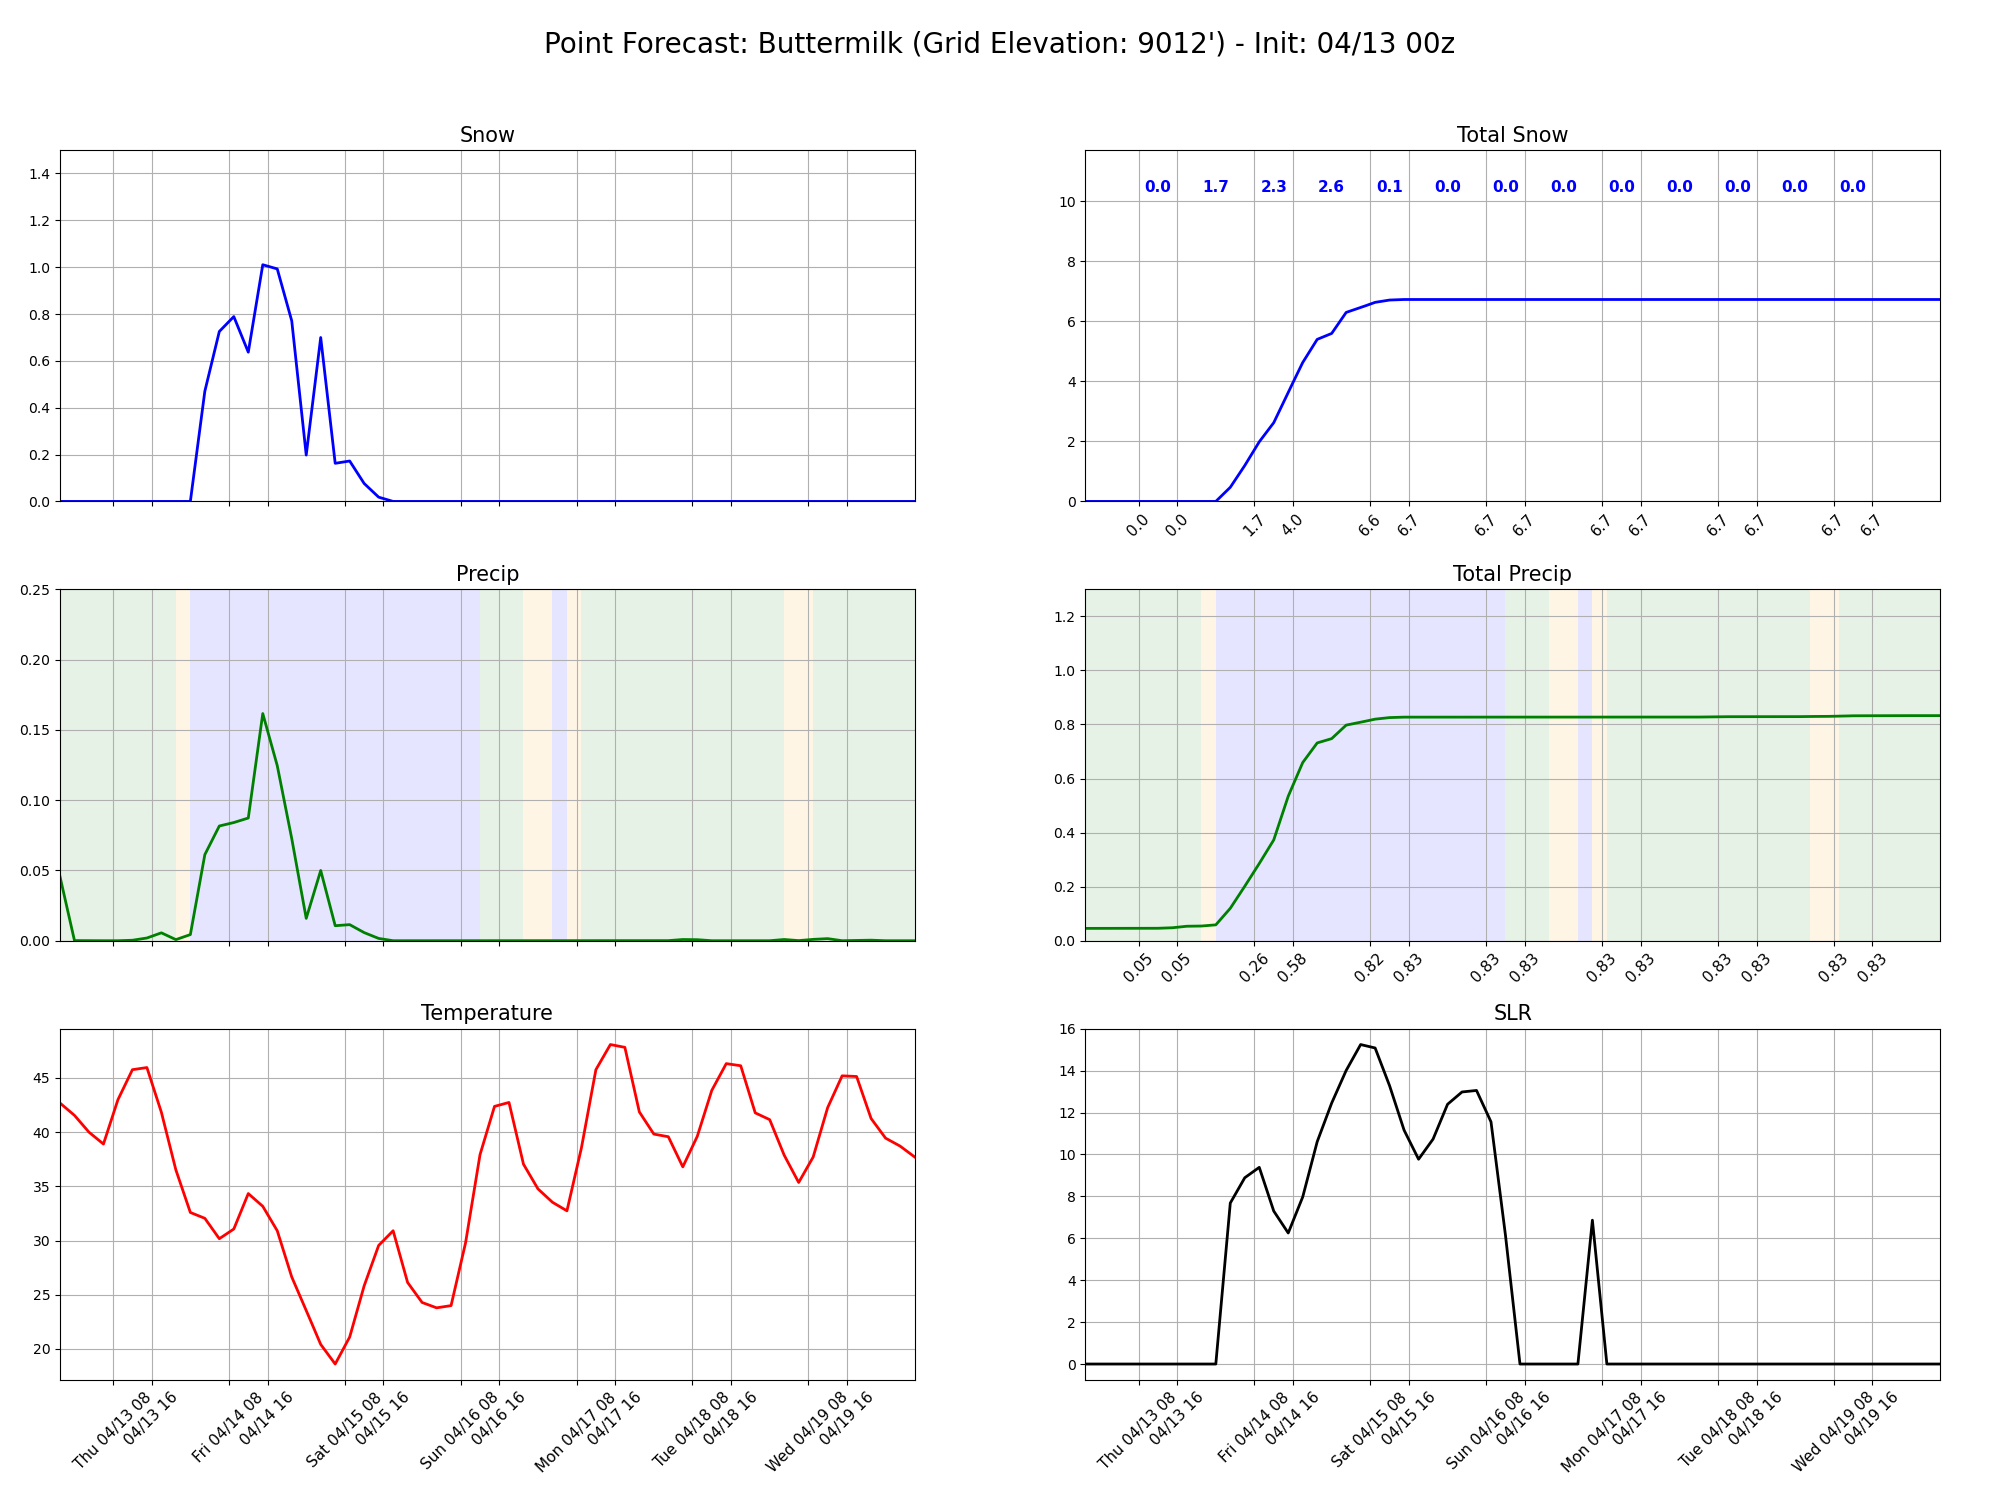 Point Forecast: Buttermilk (Grid Elevation: 9012') - Init: 04/13 00z
Snow
1.4
1.2
1.0
0.8
0.6
0.4
0.2
0.0
Total Snow
0.0 1.7 2.3 2.6 0.1 0.0 0.0 0.0 0.0 0.0 0.0 0.0 0.0
10
8
6
4
2
0
0.0 0.0 1.7 4.0 6.6 6.7 6.7 6.7 6.7 6.7 6.7 6.7 6.7 6.7
Precip
0.25
0.20
0.15
0.10
0.05
0.00
Total Precip
1.2
1.0
0.8
0.6
0.4
0.2
0.0
0.05 0.05 0.26 0.58 0.82 0.83 0.83 0.83 0.83 0.83 0.83 0.83 0.83 0.83
Temperature
45
40
35
30
25
20
Thu 04/13 08
04/13 16
Fri 04/14 08
04/14 16
Sat 04/15 08
04/15 16
Sun 04/16 08
04/16 16
Mon 04/17 08
04/17 16
Tue 04/18 08
04/18 16
Wed 04/19 08
04/19 16
SLR
16
14
12
10
8
6
4
2
0
Thu 04/13 08
04/13 16
Fri 04/14 08
04/14 16
Sat 04/15 08
04/15 16
Sun 04/16 08
04/16 16
Mon 04/17 08
04/17 16
Tue 04/18 08
04/18 16
Wed 04/19 08
04/19 16